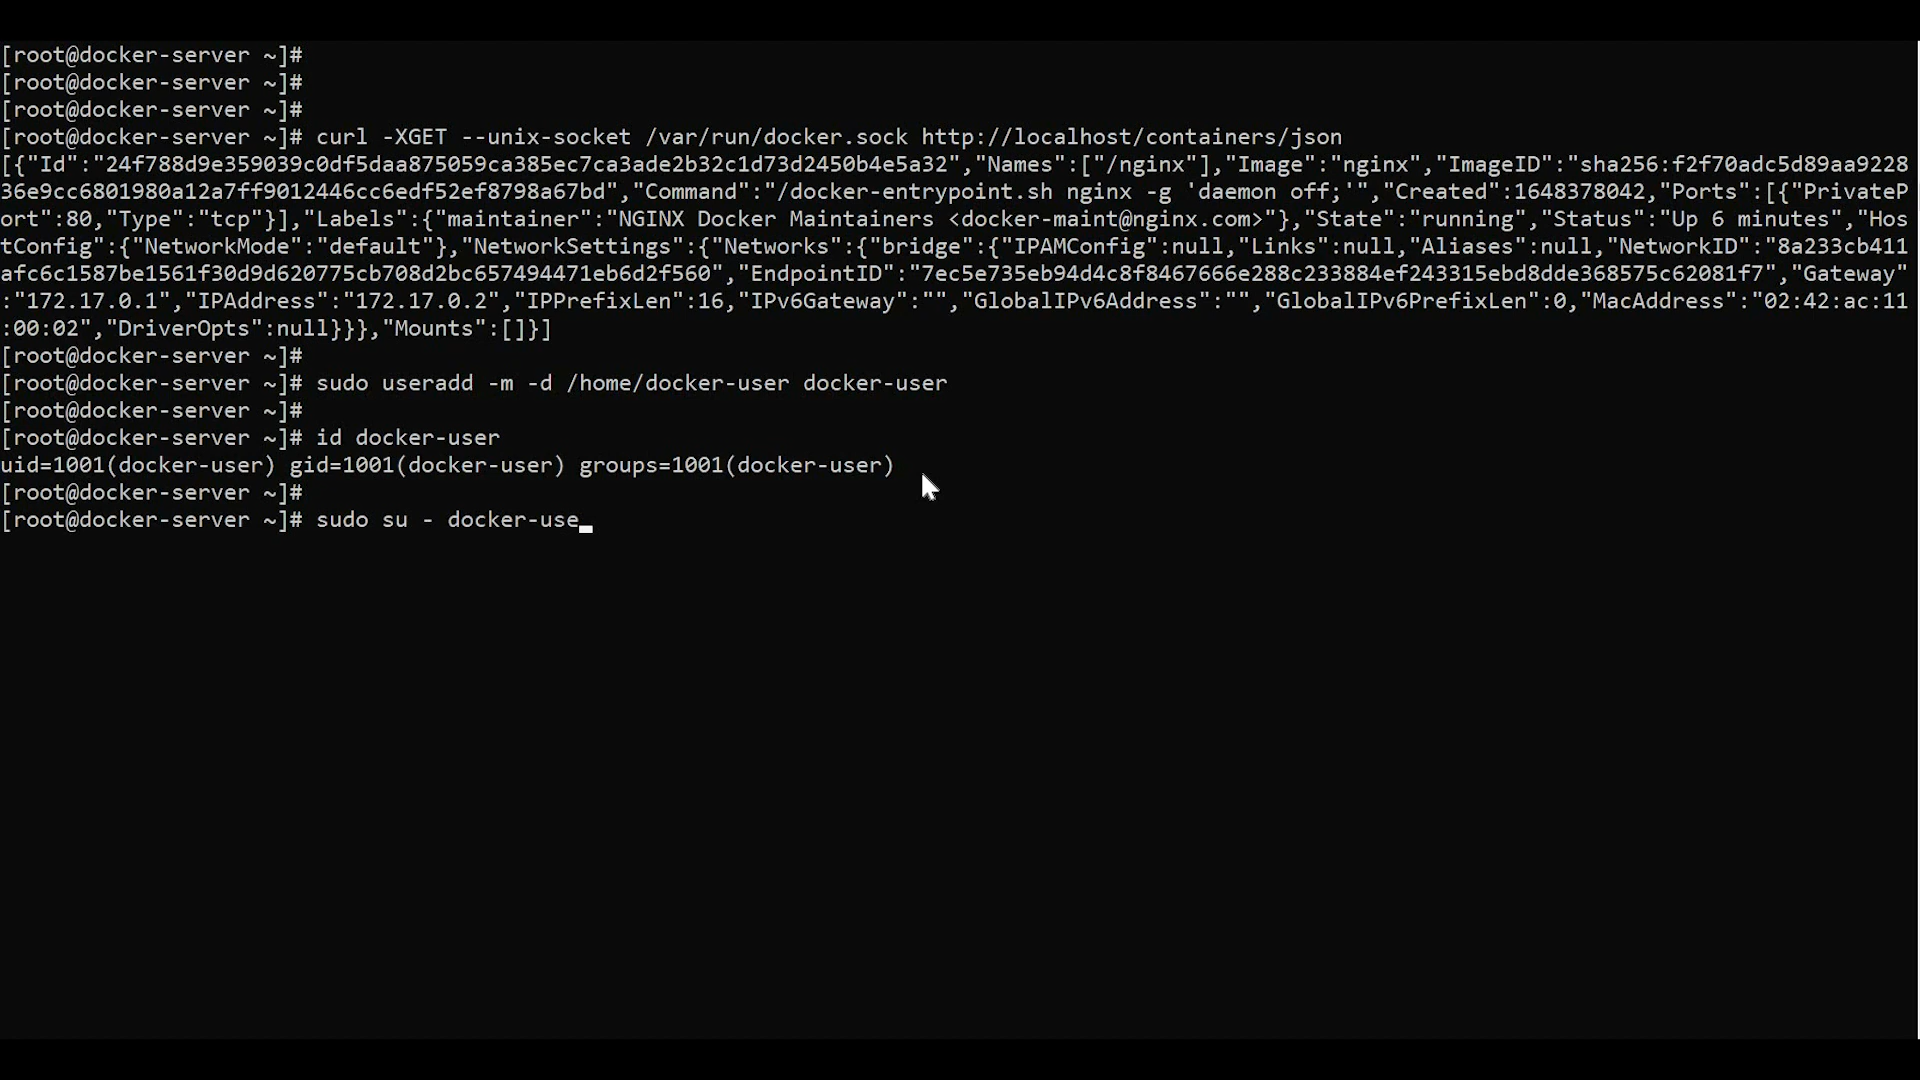 [root@docker-server ~]#
[root@docker-server ~]#
[root@docker-server ~]#
[root@docker-server ~]# curl -XGET --unix-socket /var/run/docker.sock http://localhost/containers/json
[{"Id":"24f788d9e359039c0df5daa875059ca385ec7ca3ade2b32c1d73d2450b4e5a32","Names":["/nginx"],"Image":"nginx","ImageID":"sha256:f2f70adc5d89aa9228
36e9cc6801980a12a7ff9012446cc6edf52ef8798a67bd","Command":"/docker-entrypoint.sh nginx -g 'daemon off;'","Created":1648378042,"Ports":[{"PrivateP
ort":80,"Type":"tcp"}],"Labels":{"maintainer":"NGINX Docker Maintainers <docker-maint@nginx.com>"},"State":"running","Status":"Up 6 minutes","Hos
tConfig":{"NetworkMode":"default"},"NetworkSettings":{"Networks":{"bridge":{"IPAMConfig":null,"Links":null,"Aliases":null,"NetworkID":"8a233cb411
afc6c1587be1561f30d9d620775cb708d2bc657494471eb6d2f560","EndpointID":"7ec5e735eb94d4c8f8467666e288c233884ef243315ebd8dde368575c62081f7","Gateway"
:"172.17.0.1","IPAddress":"172.17.0.2","IPPrefixLen":16,"IPv6Gateway":"","GlobalIPv6Address":"","GlobalIPv6PrefixLen":0,"MacAddress":"02:42:ac:11
:00:02","DriverOpts":null}}},"Mounts":[]}]
[root@docker-server ~]#
[root@docker-server ~]# sudo useradd -m -d /home/docker-user docker-user
[root@docker-server ~]#
[root@docker-server ~]# id docker-user
uid=1001(docker-user) gid=1001(docker-user) groups=1001(docker-user)
[root@docker-server ~]#
[root@docker-server ~]# sudo su - docker-use